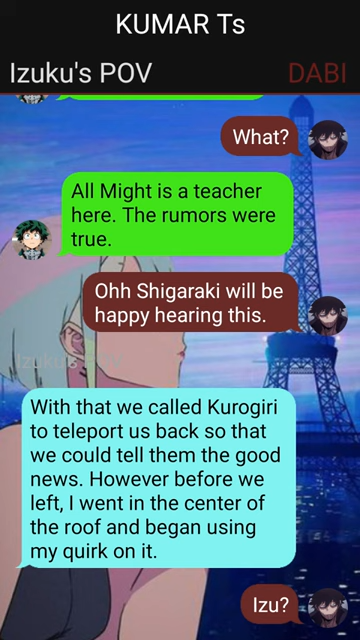 KUMAR Ts
Izuku's POV
DABI
What?
All Might is a teacher
here. The rumors were
true.
Ohh Shigaraki will be
happy hearing this.
Izuku's POV
With that we called Kurogiri
to teleport us back so that
we could tell them the good
news. However before we
left, I went in the center of
the roof and began using
my quirk on it.
Izu?